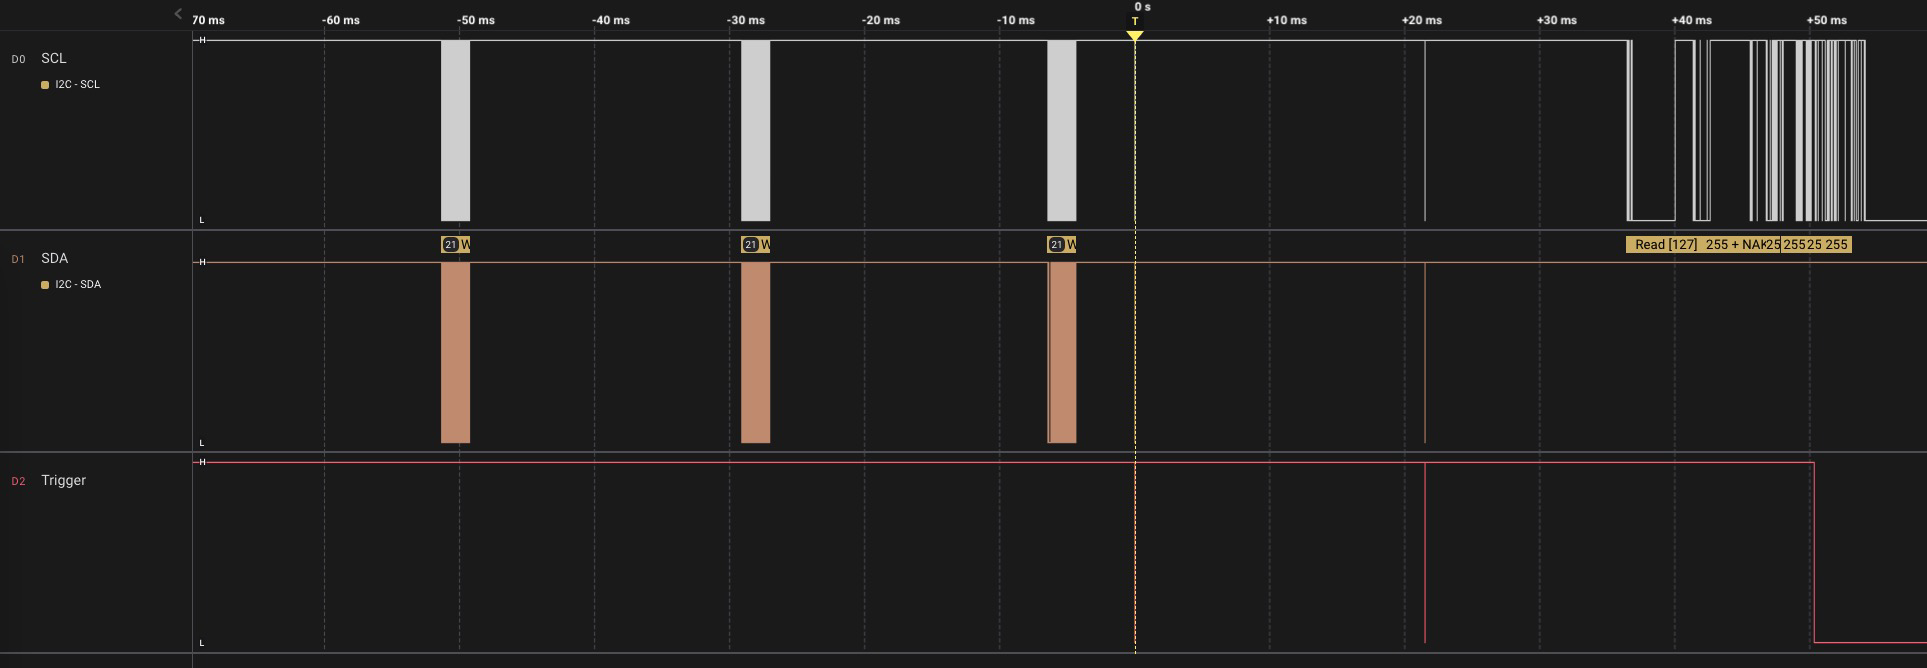 0 s
70 ms -60 ms -50 ms -40 ms -30 ms -20 ms -10 ms T +10 ms +20 ms +30 ms +40 ms +50 ms
H
D0 SCL
I2C - SCL
L
21 W 21 W 21 W Read [127] 255 + NAK 25 255 25 255
D1 SDA
H
I2C - SDA
L
H
D2 Trigger
L